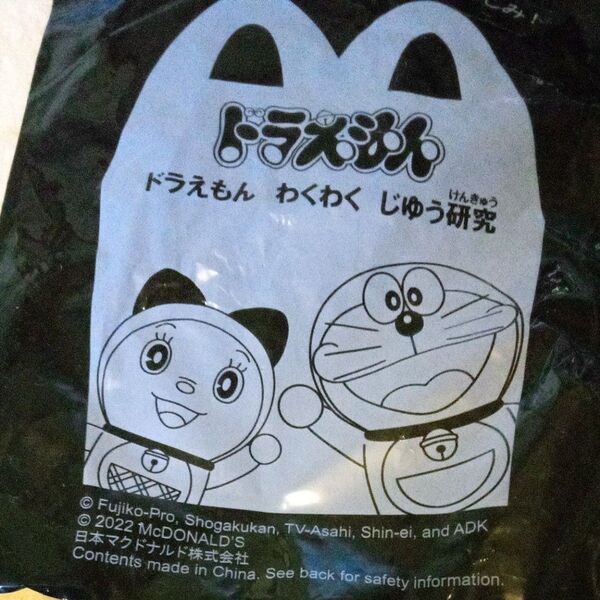 しみ！
ドラえもん
ドラえもん わくわく じゆう研究
けんきゅう
© Fujiko-Pro, Shogakukan, TV-Asahi, Shin-ei, and ADK
© 2022 McDONALD'S
日本マクドナルド株式会社
Contents made in China. See back for safety information.